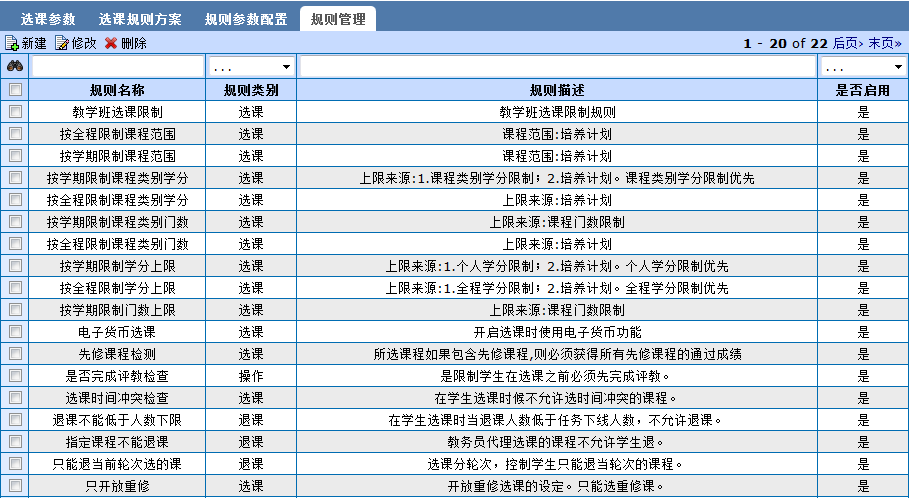 选课参数 选课规则方案 规则参数配置 规则管理
新建 修改 删除 1 - 20 of 22 后页› 末页»
... ...
规则名称 规则类别 规则描述 是否启用
教学班选课限制 选课 教学班选课限制规则 是
按全程限制课程范围 选课 课程范围:培养计划 是
按学期限制课程范围 选课 课程范围:培养计划 是
按学期限制课程类别学分 选课 上限来源:1.课程类别学分限制；2.培养计划。课程类别学分限制优先 是
按全程限制课程类别学分 选课 上限来源:培养计划 是
按学期限制课程类别门数 选课 上限来源:课程门数限制 是
按全程限制课程类别门数 选课 上限来源:培养计划 是
按学期限制学分上限 选课 上限来源:1.个人学分限制；2.培养计划。个人学分限制优先 是
按全程限制学分上限 选课 上限来源:1.全程学分限制；2.培养计划。全程学分限制优先 是
按学期限制门数上限 选课 上限来源:课程门数限制 是
电子货币选课 选课 开启选课时使用电子货币功能 是
先修课程检测 选课 所选课程如果包含先修课程,则必须获得所有先修课程的通过成绩 是
是否完成评教检查 操作 是限制学生在选课之前必须先完成评教。 是
选课时间冲突检查 选课 在学生选课时候不允许选时间冲突的课程。 是
退课不能低于人数下限 退课 在学生选课时当退课人数低于任务下线人数，不允许退课。 是
指定课程不能退课 退课 教务员代理选课的课程不允许学生退。 是
只能退当前轮次选的课 退课 选课分轮次，控制学生只能退当轮次的课程。 是
只开放重修 选课 开放重修选课的设定。只能选重修课。 是